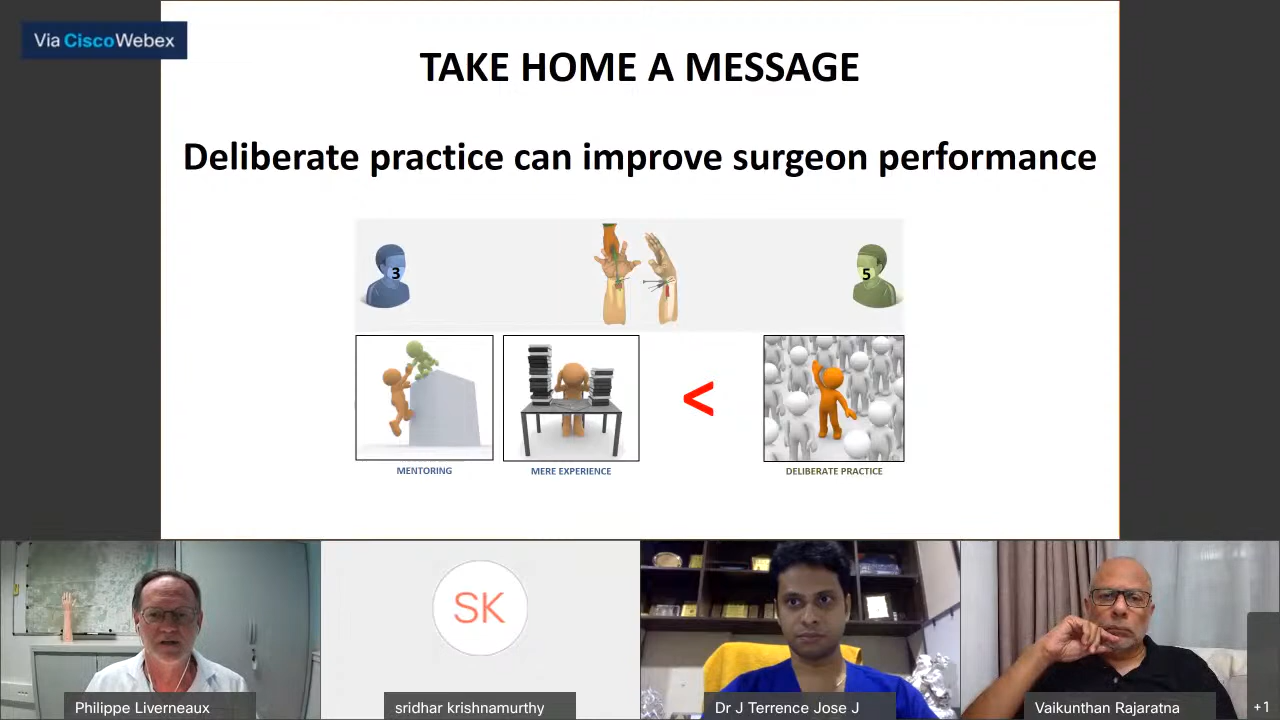 Via CiscoWebex
TAKE HOME A MESSAGE
Deliberate practice can improve surgeon performance
3
5
<
MENTORING
MERE EXPERIENCE
DELIBERATE PRACTICE
SK
Philippe Liverneaux
sridhar krishnamurthy
Dr J Terrence Jose J
Vaikunthan Rajaratna
+1